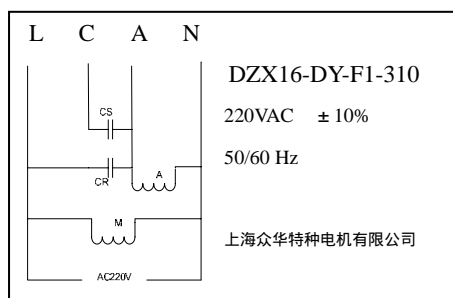 L C A N
DZX16-DY-F1-310
220VAC ±10%
CS
50/60 Hz
CR
A
M
上海众华特种电机有限公司
AC220V